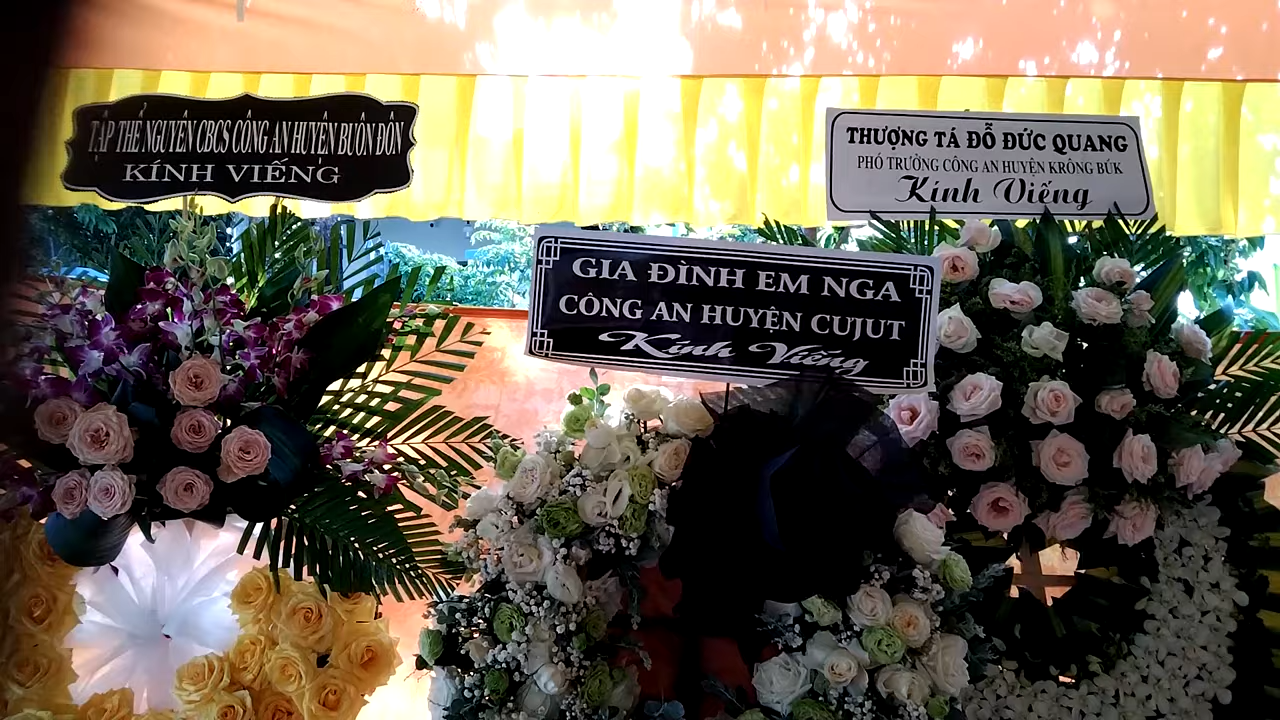 TẬP THỂ NGUYÊN CBCS CÔNG AN HUYỆN BUÔN ĐÔN
KÍNH VIẾNG
GIA ĐÌNH EM NGA
CÔNG AN HUYỆN CUJUT
Kính Viếng
THƯỢNG TÁ ĐỖ ĐỨC QUANG
PHÓ TRƯỞNG CÔNG AN HUYỆN KRÔNG BÚK
Kính Viếng